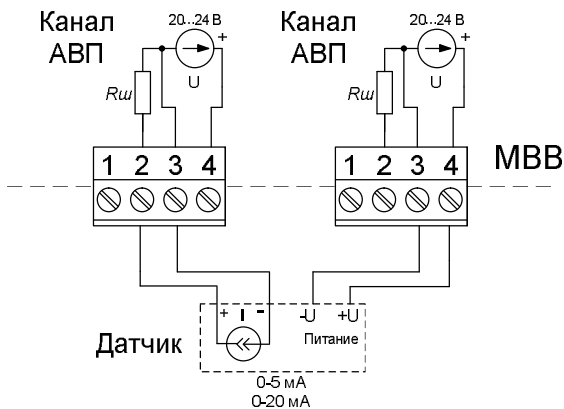 Канал АВП
20...24 В
+
Rш
U
1 2 3 4
Канал АВП
20...24 В
+
Rш
U
1 2 3 4
МВВ
+ I -
-U +U
Питание
Датчик
0-5 мА
0-20 мА